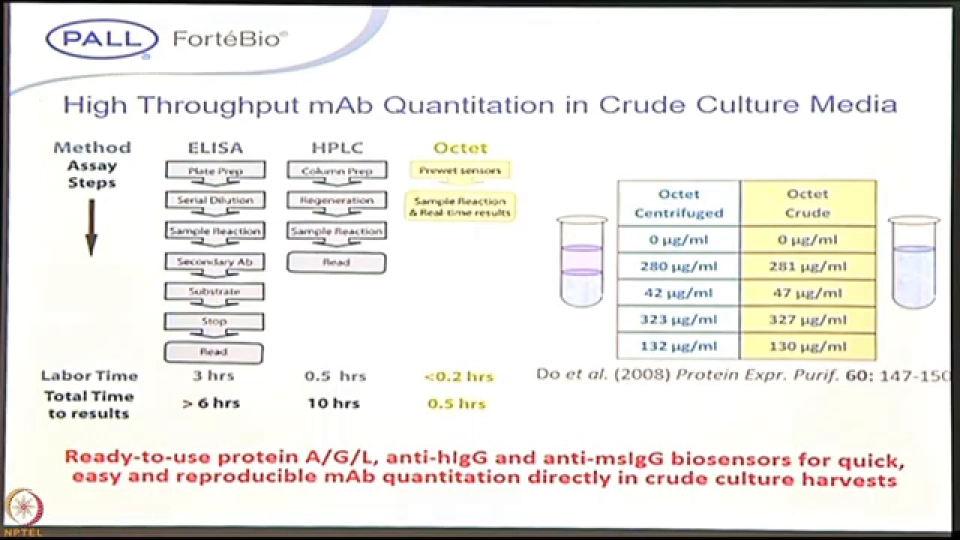 PALL FortéBio®
High Throughput mAb Quantitation in Crude Culture Media
Method ELISA HPLC Octet
Assay
Steps
Plate Prep Column Prep Prewet sensors
Serial Dilution Regeneration Sample Reaction
& Real-time results
Sample Reaction Sample Reaction
Secondary Ab Read
Substrate
Stop
Read
Octet
Centrifuged
Octet
Crude
0 µg/ml 0 µg/ml
280 µg/ml 281 µg/ml
42 µg/ml 47 µg/ml
323 µg/ml 327 µg/ml
132 µg/ml 130 µg/ml
Labor Time 3 hrs 0.5 hrs <0.2 hrs
Total Time
to results
> 6 hrs 10 hrs 0.5 hrs
Do et al. (2008) Protein Expr. Purif. 60: 147-150
Ready-to-use protein A/G/L, anti-hIgG and anti-msIgG biosensors for quick,
easy and reproducible mAb quantitation directly in crude culture harvests
NPTEL